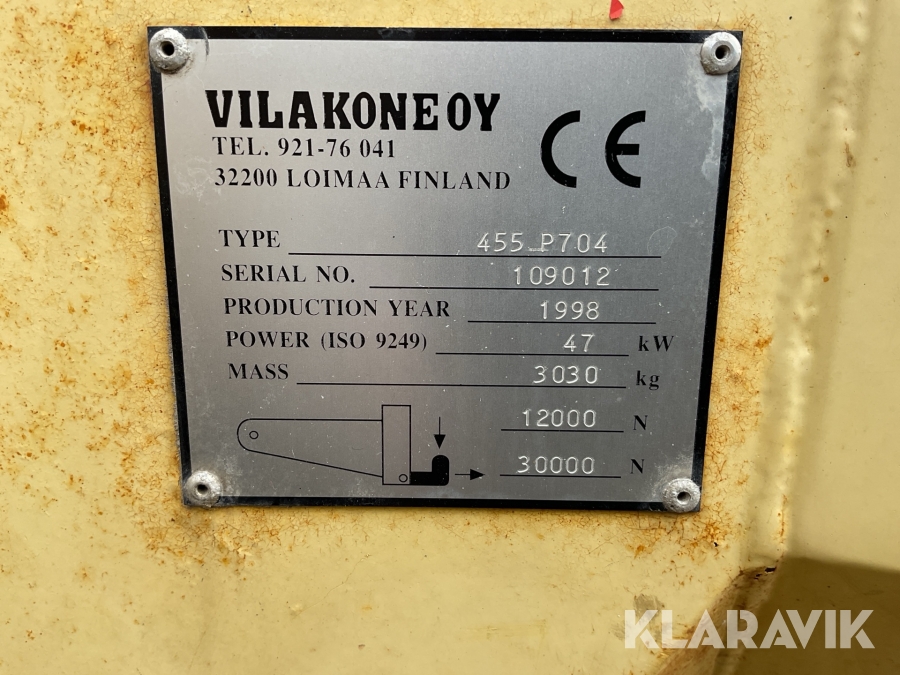 VILAKONE OY
TEL. 921-76 041
32200 LOIMAA FINLAND
CE
TYPE 455 P704
SERIAL NO. 109012
PRODUCTION YEAR 1998
POWER (ISO 9249) 47 kW
MASS 3030 kg
12000 N
30000 N
KLARAVIK